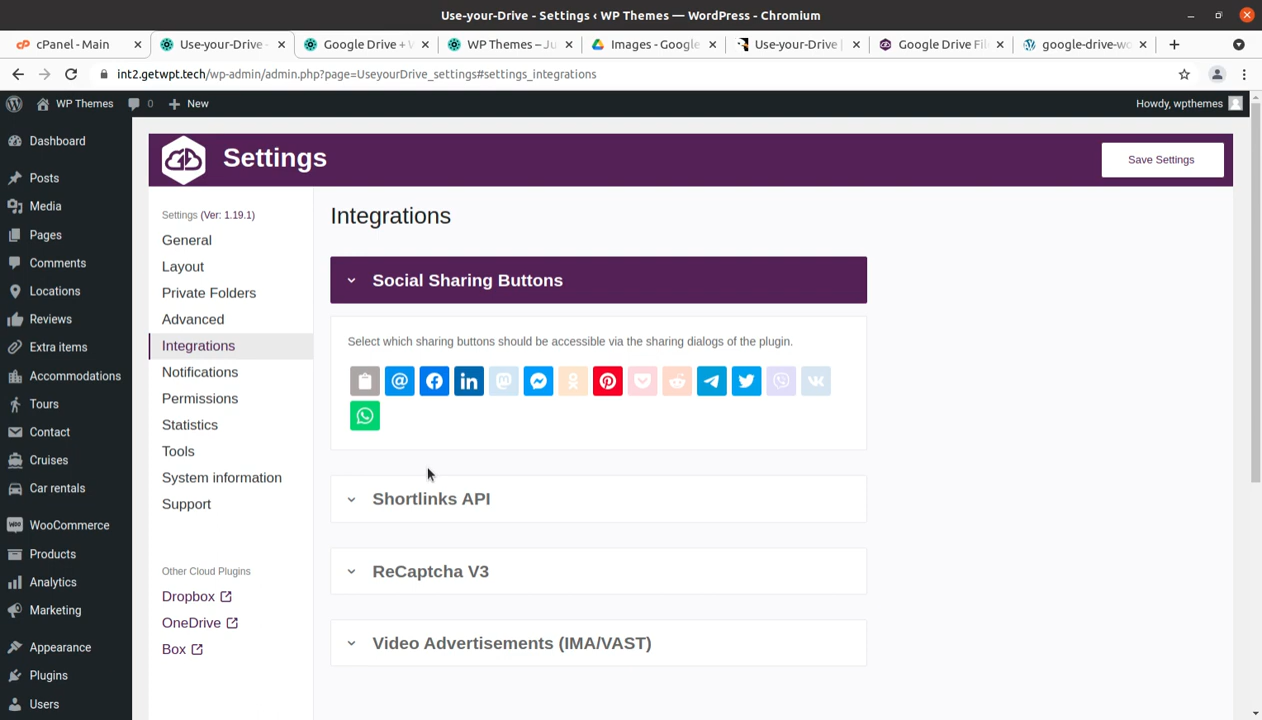 Use-your-Drive - Settings ‹ WP Themes — WordPress - Chromium
cPanel - Main
Use-your-Drive -
Google Drive + W
WP Themes – Ju
Images - Google
Use-your-Drive |
Google Drive Fil
google-drive-wo
int2.getwpt.tech/wp-admin/admin.php?page=UseyourDrive_settings#settings_integrations
WP Themes
0
New
Howdy, wpthemes
Dashboard
Posts
Media
Pages
Comments
Locations
Reviews
Extra items
Accommodations
Tours
Contact
Cruises
Car rentals
WooCommerce
Products
Analytics
Marketing
Appearance
Plugins
Users
Settings
Save Settings
Settings (Ver: 1.19.1)
General
Layout
Private Folders
Advanced
Integrations
Notifications
Permissions
Statistics
Tools
System information
Support
Other Cloud Plugins
Dropbox
OneDrive
Box
Integrations
Social Sharing Buttons
Select which sharing buttons should be accessible via the sharing dialogs of the plugin.
Shortlinks API
ReCaptcha V3
Video Advertisements (IMA/VAST)